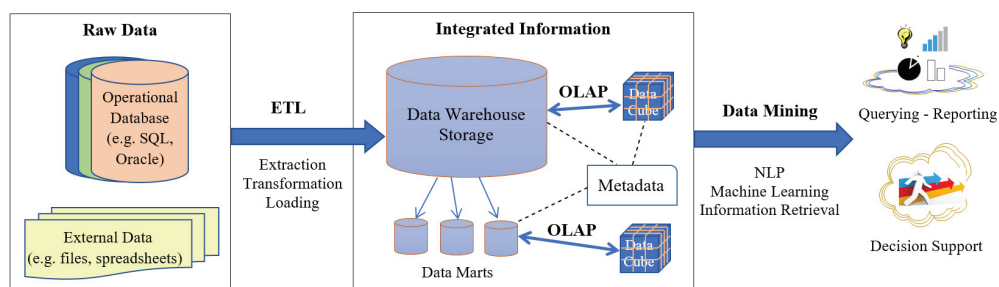 Raw Data
Operational
Database
(e.g. SQL,
Oracle)
External Data
(e.g. files, spreadsheets)
ETL
Extraction
Transformation
Loading
Integrated Information
Data Warehouse
Storage
OLAP
Data
Cube
Metadata
Data Marts
OLAP
Data
Cube
Data Mining
NLP
Machine Learning
Information Retrieval
Querying - Reporting
Decision Support